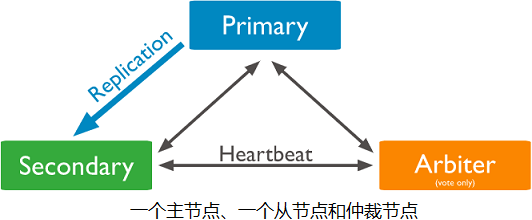 Primary
Replication
Secondary
Heartbeat
Arbiter
(vote only)
一个主节点、一个从节点和仲裁节点